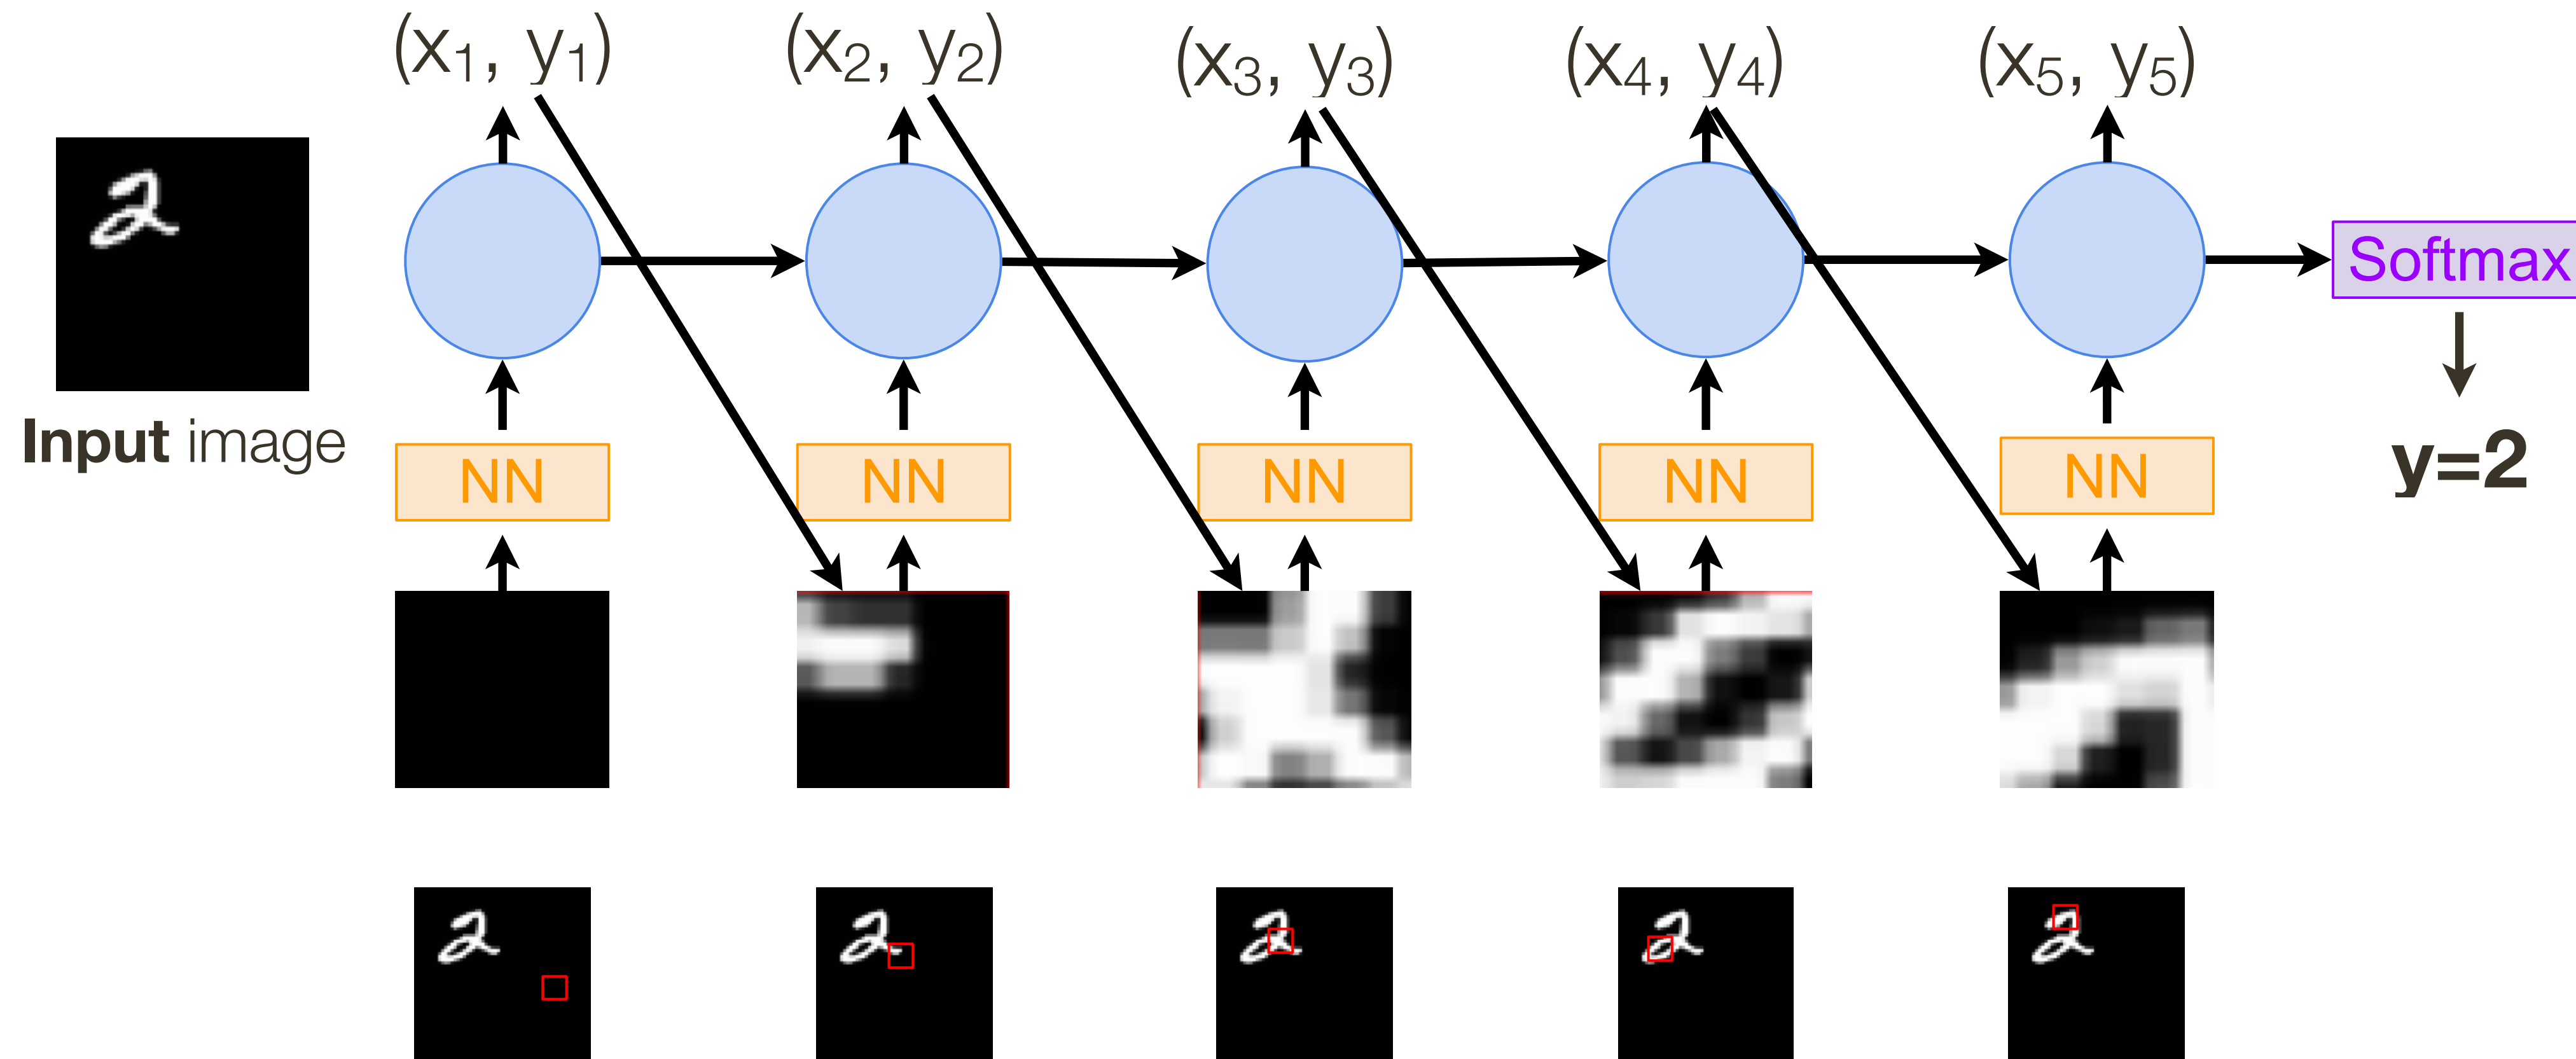 (x₁, y₁) (x₂, y₂) (x₃, y₃) (x₄, y₄) (x₅, y₅)
Softmax
Input image
NN NN NN NN NN
y=2